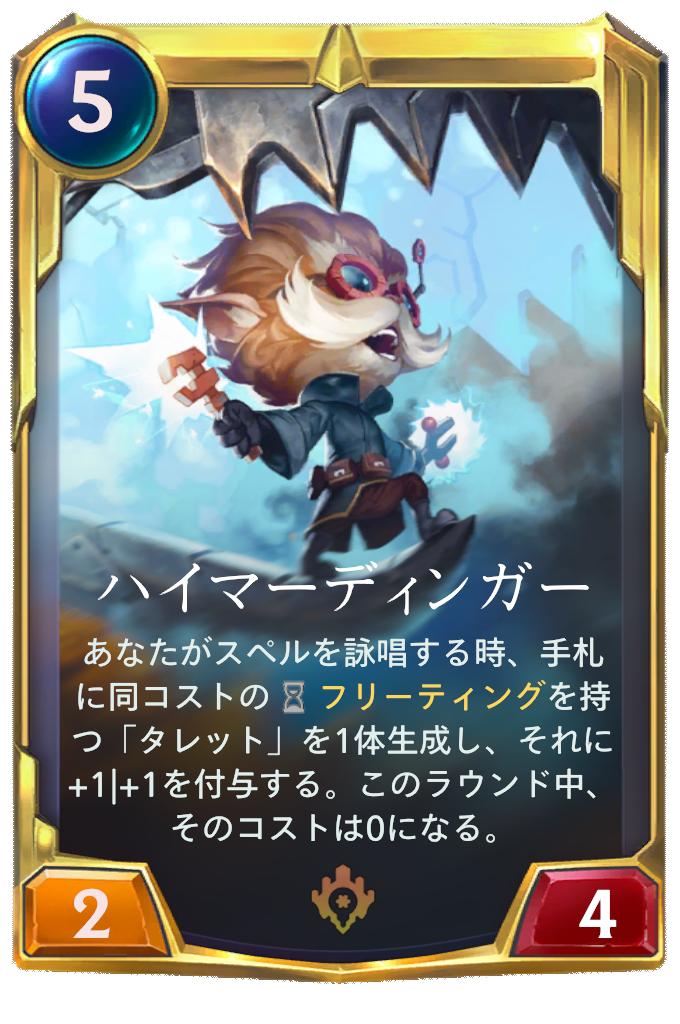 5
ハイマーディンガー
あなたがスペルを詠唱する時、手札
に同コストの フリーティングを持
つ「タレット」を1体生成し、それに
+1|+1を付与する。このラウンド中、
そのコストは0になる。
2
4